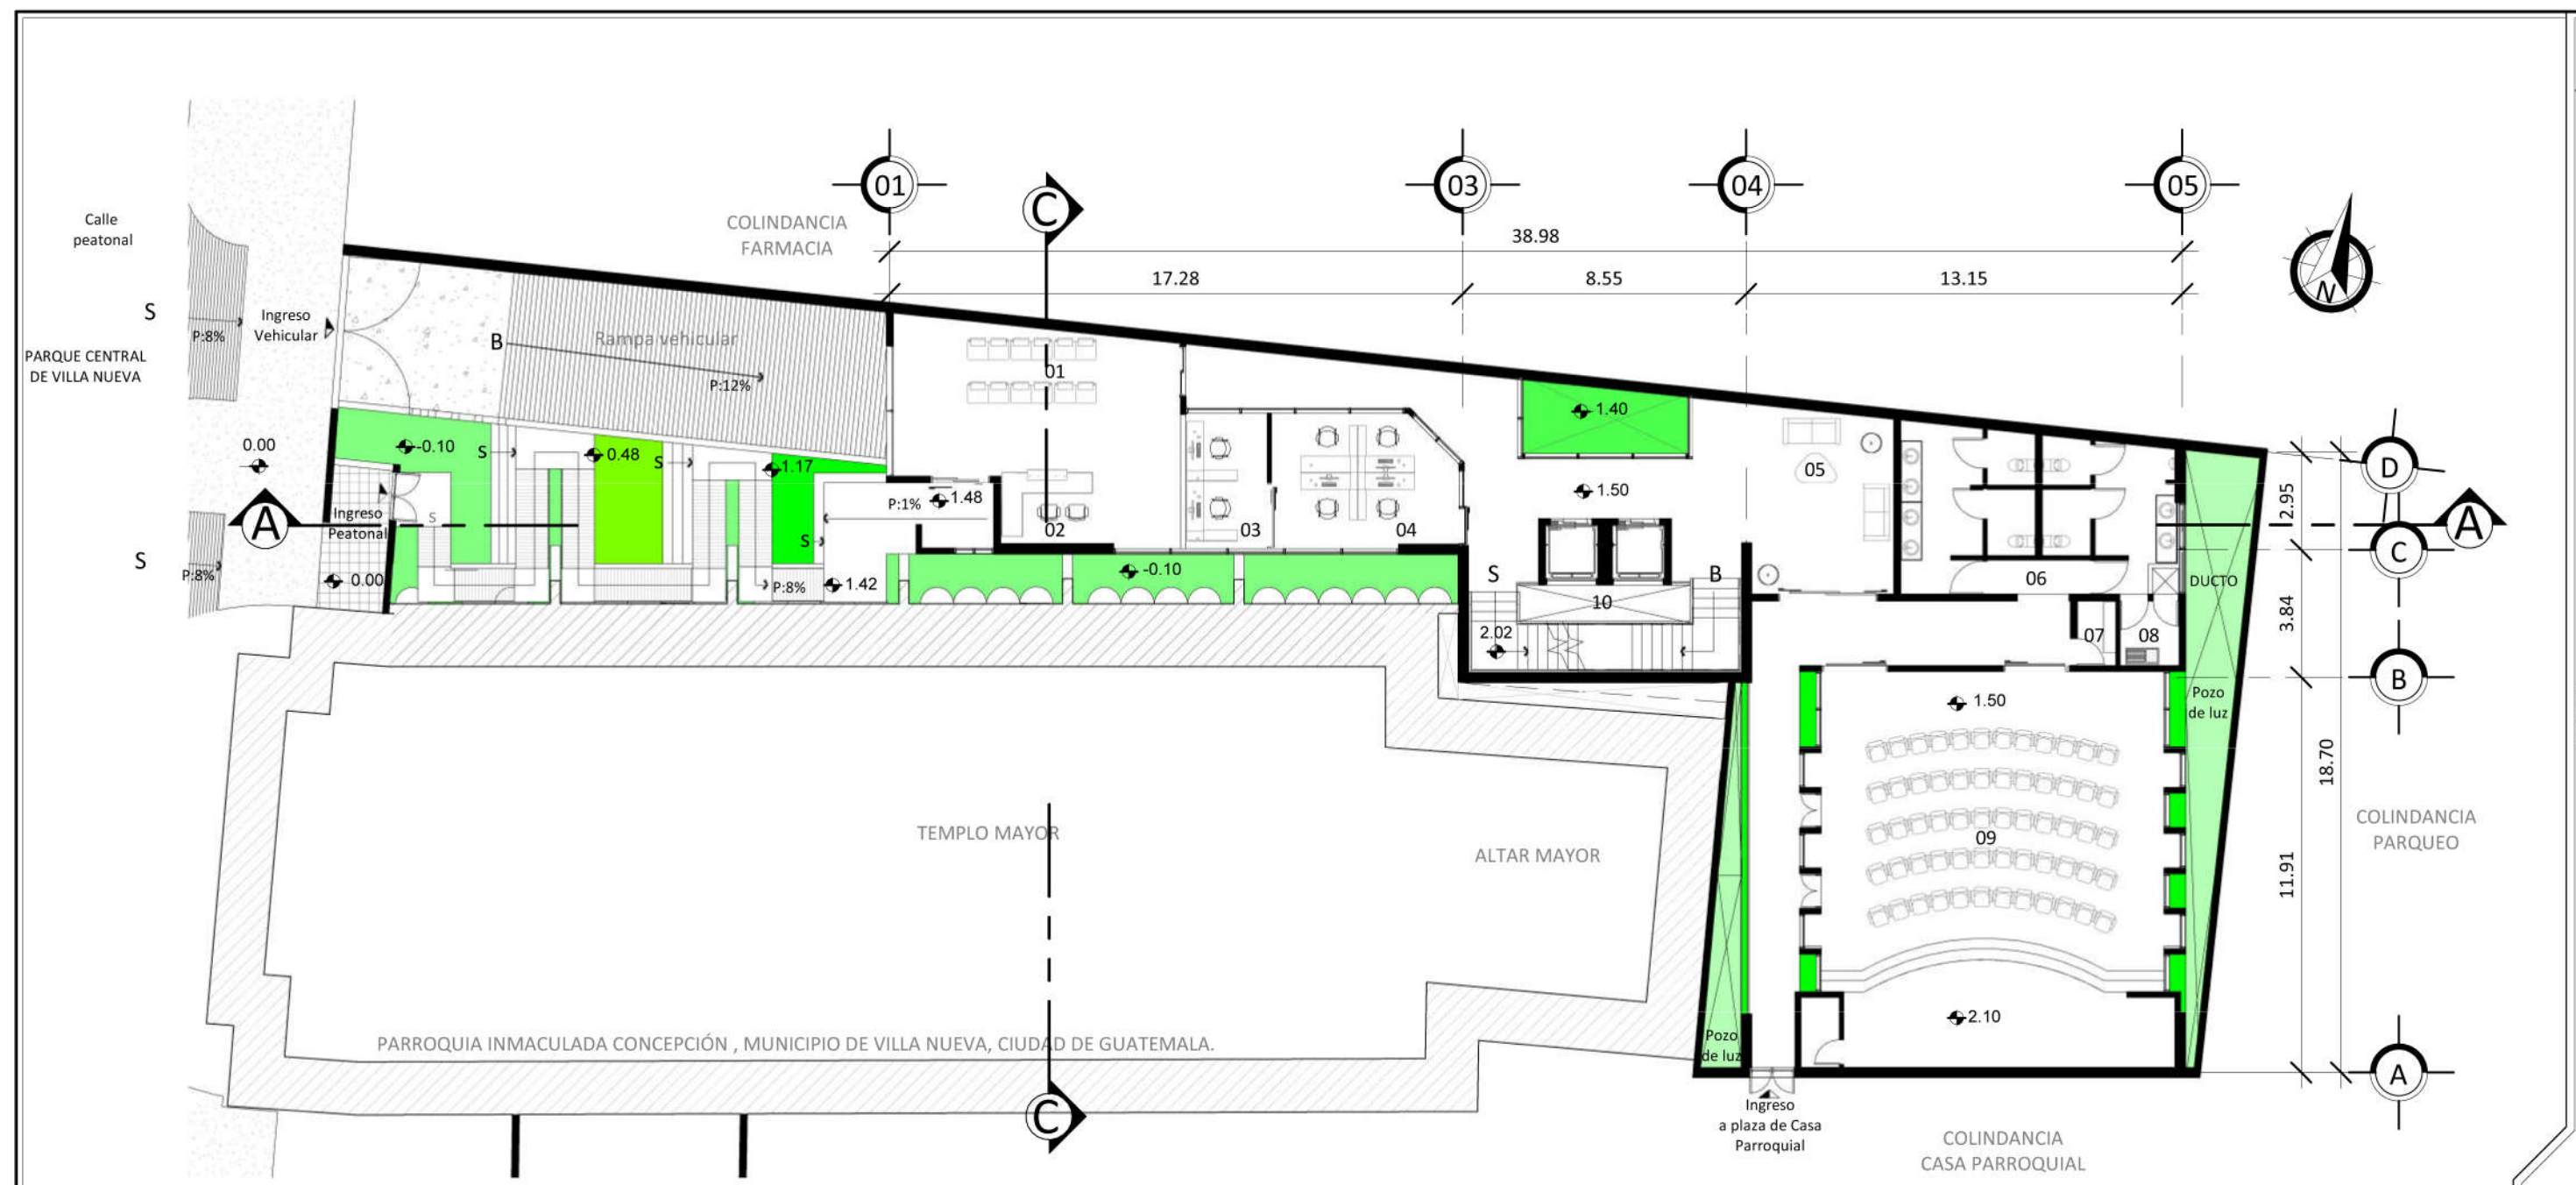 01
03
04
05
C
COLINDANCIA
FARMACIA
38.98
17.28
8.55
13.15
N
Calle
peatonal
S
P:8%
Ingreso
Vehicular
PARQUE CENTRAL
DE VILLA NUEVA
B
Rampa vehicular
P:12%
01
1.40
D
0.00
-0.10
S
0.48
S
1.17
1.48
P:1%
1.50
05
2.95
A
Ingreso
Peatonal
S
S
02
03
04
A
C
S
P:8%
0.00
P:8%
1.42
-0.10
S
B
10
06
DUCTO
3.84
2.02
07
08
B
Pozo
de luz
1.50
18.70
TEMPLO MAYOR
ALTAR MAYOR
09
COLINDANCIA
PARQUEO
11.91
2.10
PARROQUIA INMACULADA CONCEPCIÓN , MUNICIPIO DE VILLA NUEVA, CIUDAD DE GUATEMALA.
Pozo
de luz
A
C
Ingreso
a plaza de Casa
Parroquial
COLINDANCIA
CASA PARROQUIAL